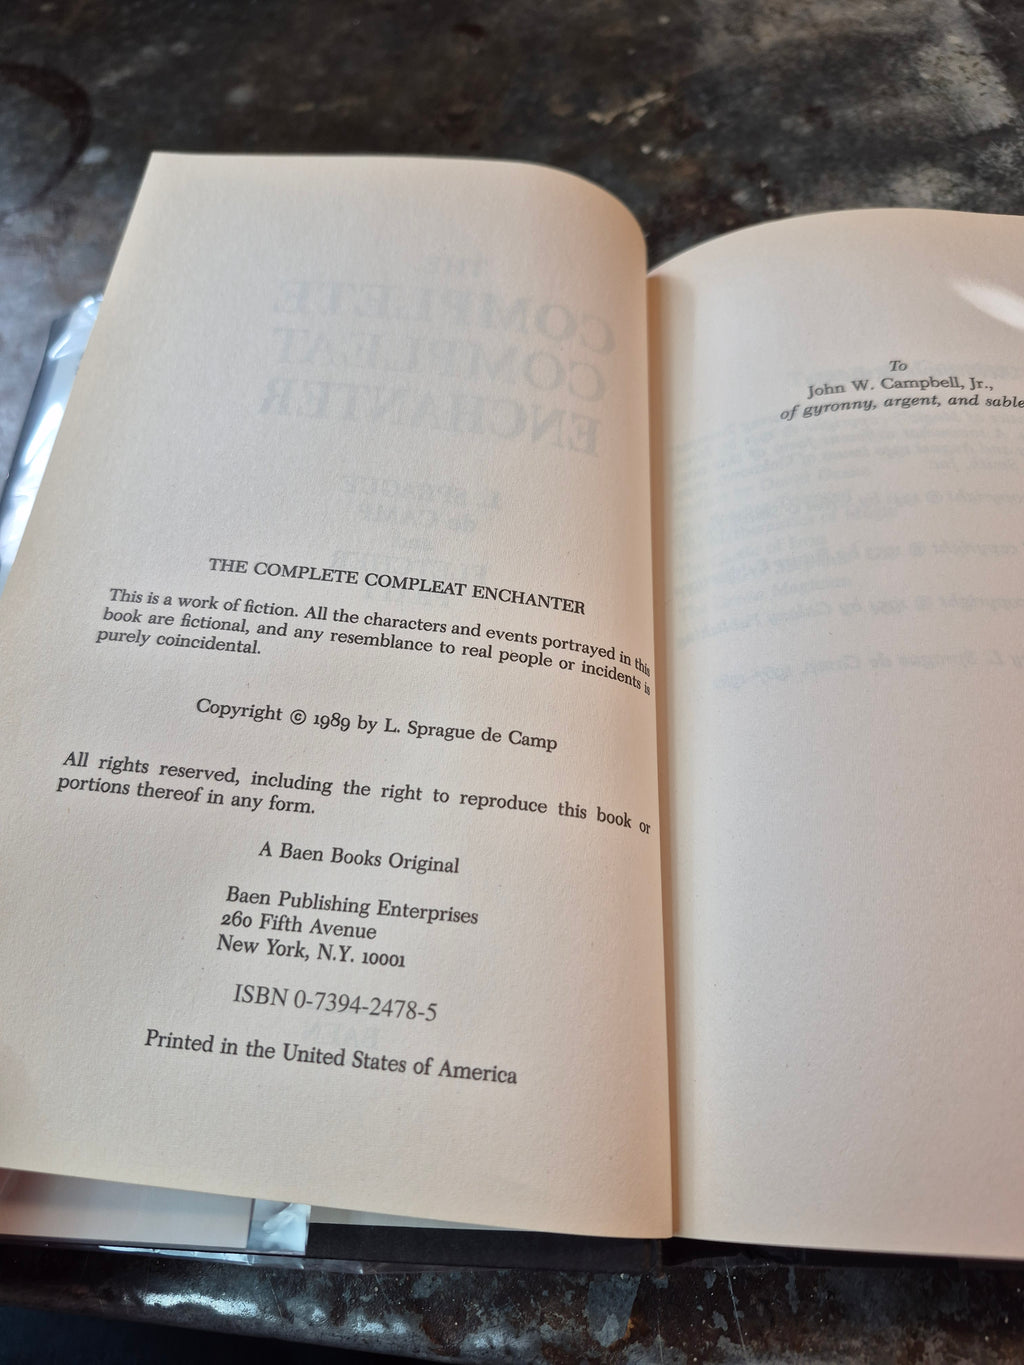 THE COMPLETE COMPLEAT ENCHANTER
This is a work of fiction. All the characters and events portrayed in this
book are fictional, and any resemblance to real people or incidents is
purely coincidental.
Copyright © 1989 by L. Sprague de Camp
All rights reserved, including the right to reproduce this book or
portions thereof in any form.
A Baen Books Original
Baen Publishing Enterprises
260 Fifth Avenue
New York, N.Y. 10001
ISBN 0-7394-2478-5
Printed in the United States of America
To
John W. Campbell, Jr.,
of gyronny, argent, and sable